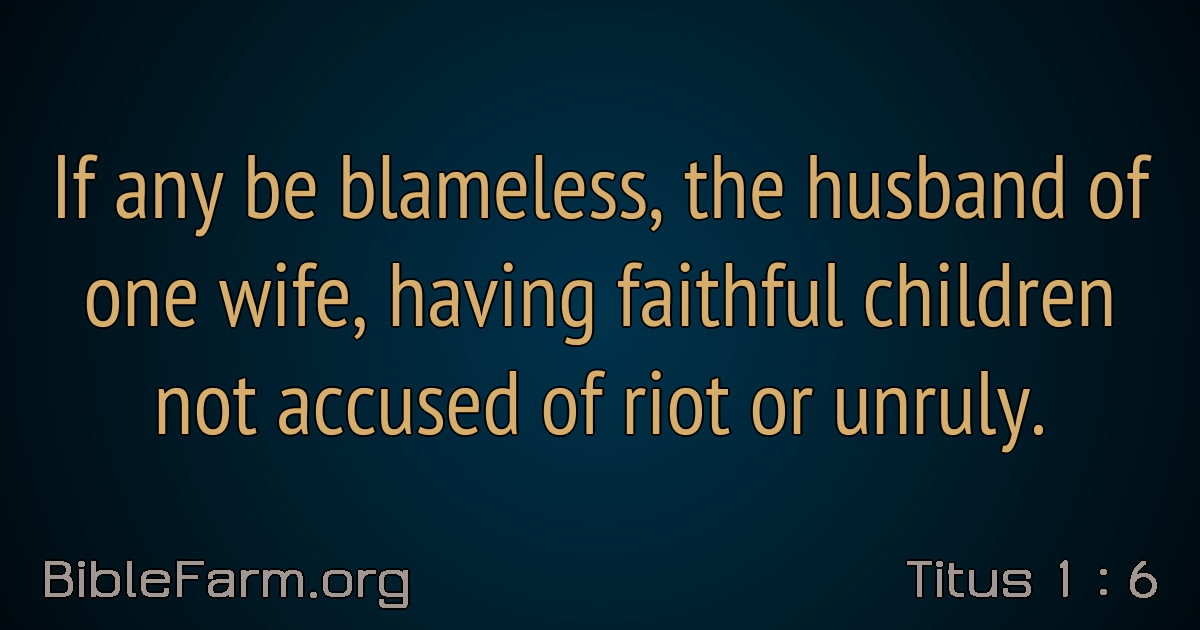 If any be blameless, the husband of
one wife, having faithful children
not accused of riot or unruly.
BibleFarm.org
Titus 1 : 6